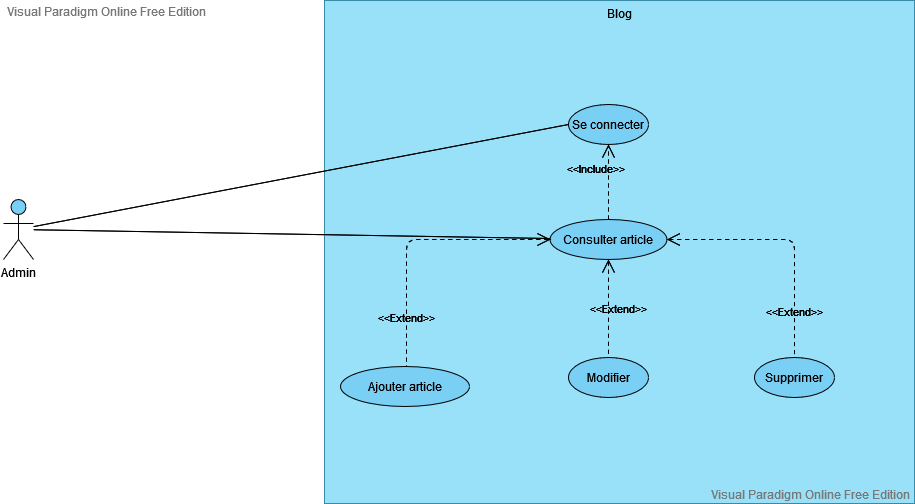 Visual Paradigm Online Free Edition
Blog
Se connecter
<<Include>>
Consulter article
Admin
<<Extend>>
<<Extend>>
<<Extend>>
Ajouter article
Modifier
Supprimer
Visual Paradigm Online Free Edition